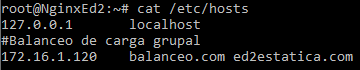 root@NginxEd2:~# cat /etc/hosts
127.0.0.1 localhost
#Balanceo de carga grupal
172.16.1.120 balanceo.com ed2estatica.com